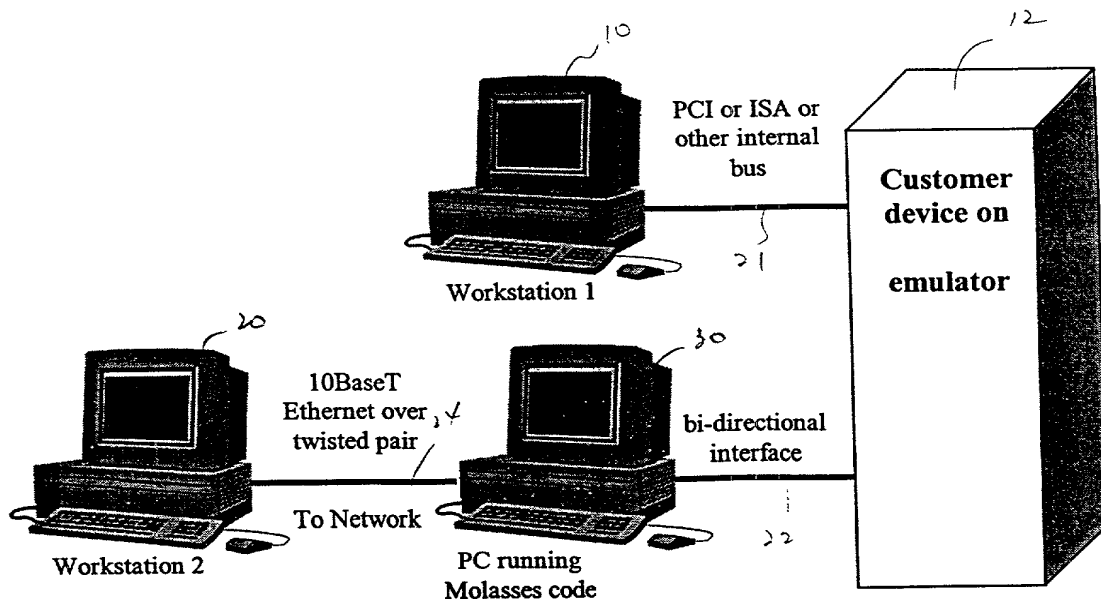 10
12
PCI or ISA or
other internal
bus
Customer
device on
emulator
21
Workstation 1
20
30
10BaseT
Ethernet over
twisted pair
24
bi-directional
interface
To Network
22
Workstation 2
PC running
Molasses code